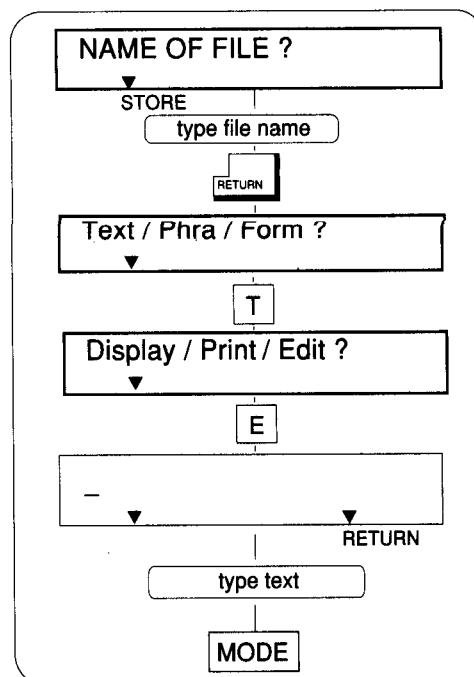 NAME OF FILE ?
STORE
type file name
RETURN
Text / Phra / Form ?
T
Display / Print / Edit ?
E
_
RETURN
type text
MODE